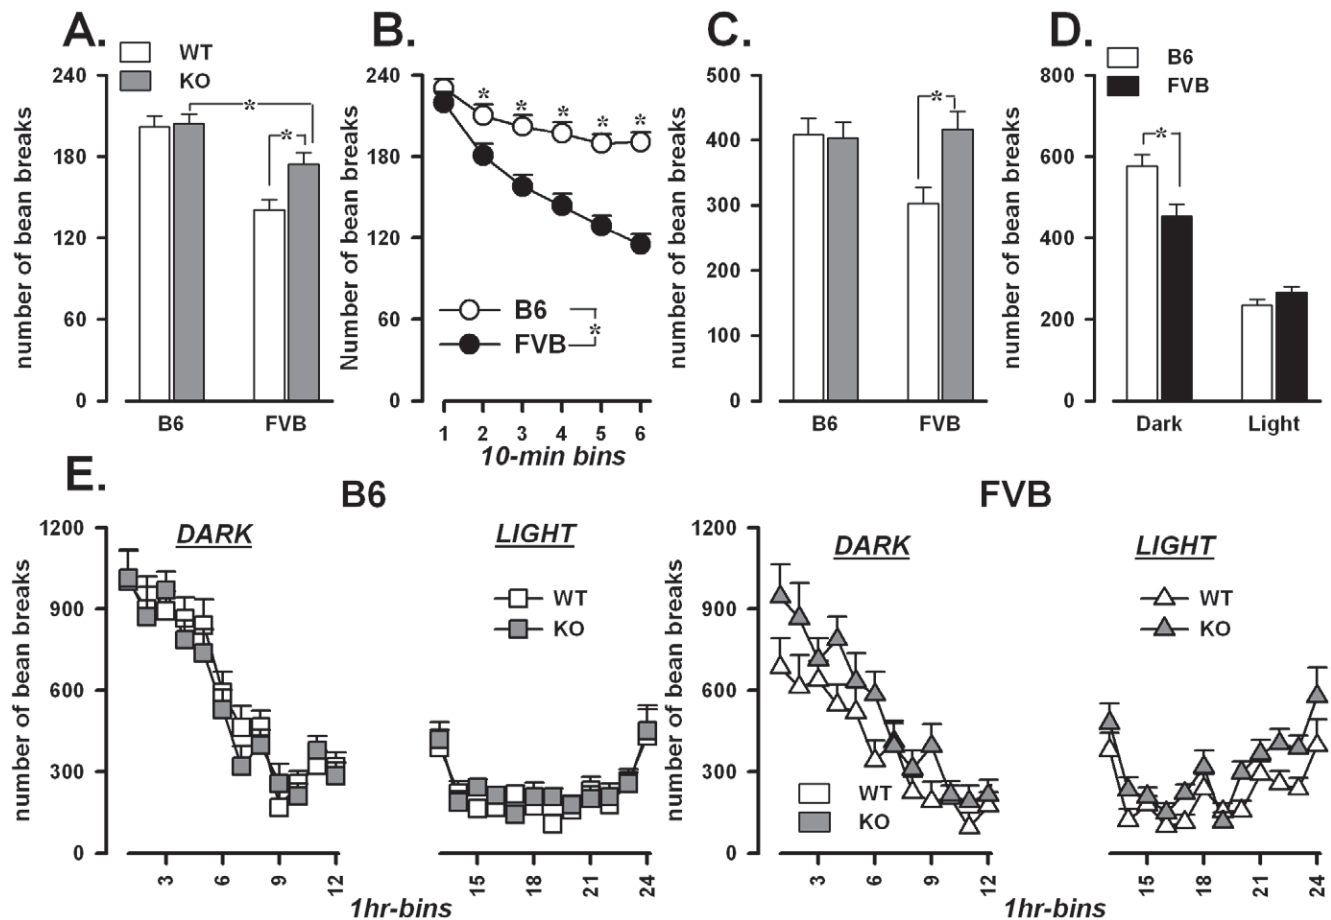 A.
WT
KO
number of bean breaks
240
180
120
60
0
*
*
B6
FVB
B.
Number of bean breaks
240
180
120
60
0
* * * * *
B6
FVB
*
1 2 3 4 5 6
10-min bins
C.
number of bean breaks
500
400
300
200
100
0
*
B6
FVB
D.
B6
FVB
number of bean breaks
800
600
400
200
0
*
Dark
Light
E.
B6
number of bean breaks
1200
900
600
300
0
DARK
LIGHT
WT
KO
3 6 9 12 15 18 21 24
1hr-bins
FVB
number of bean breaks
1200
900
600
300
0
DARK
LIGHT
WT
KO
WT
KO
3 6 9 12 15 18 21 24
1hr-bins